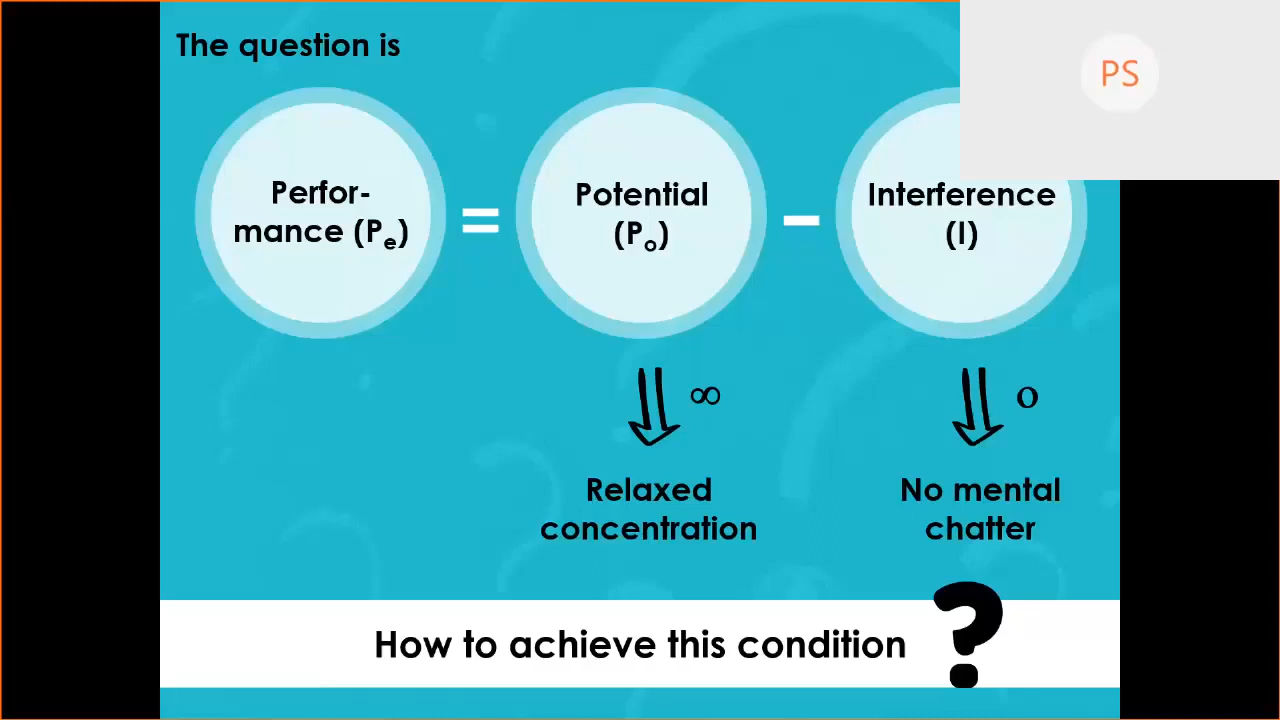 The question is
PS
Perfor-
mance (Pe)
=
Potential
(Po)
–
Interference
(I)
∞
o
Relaxed
concentration
No mental
chatter
How to achieve this condition ?